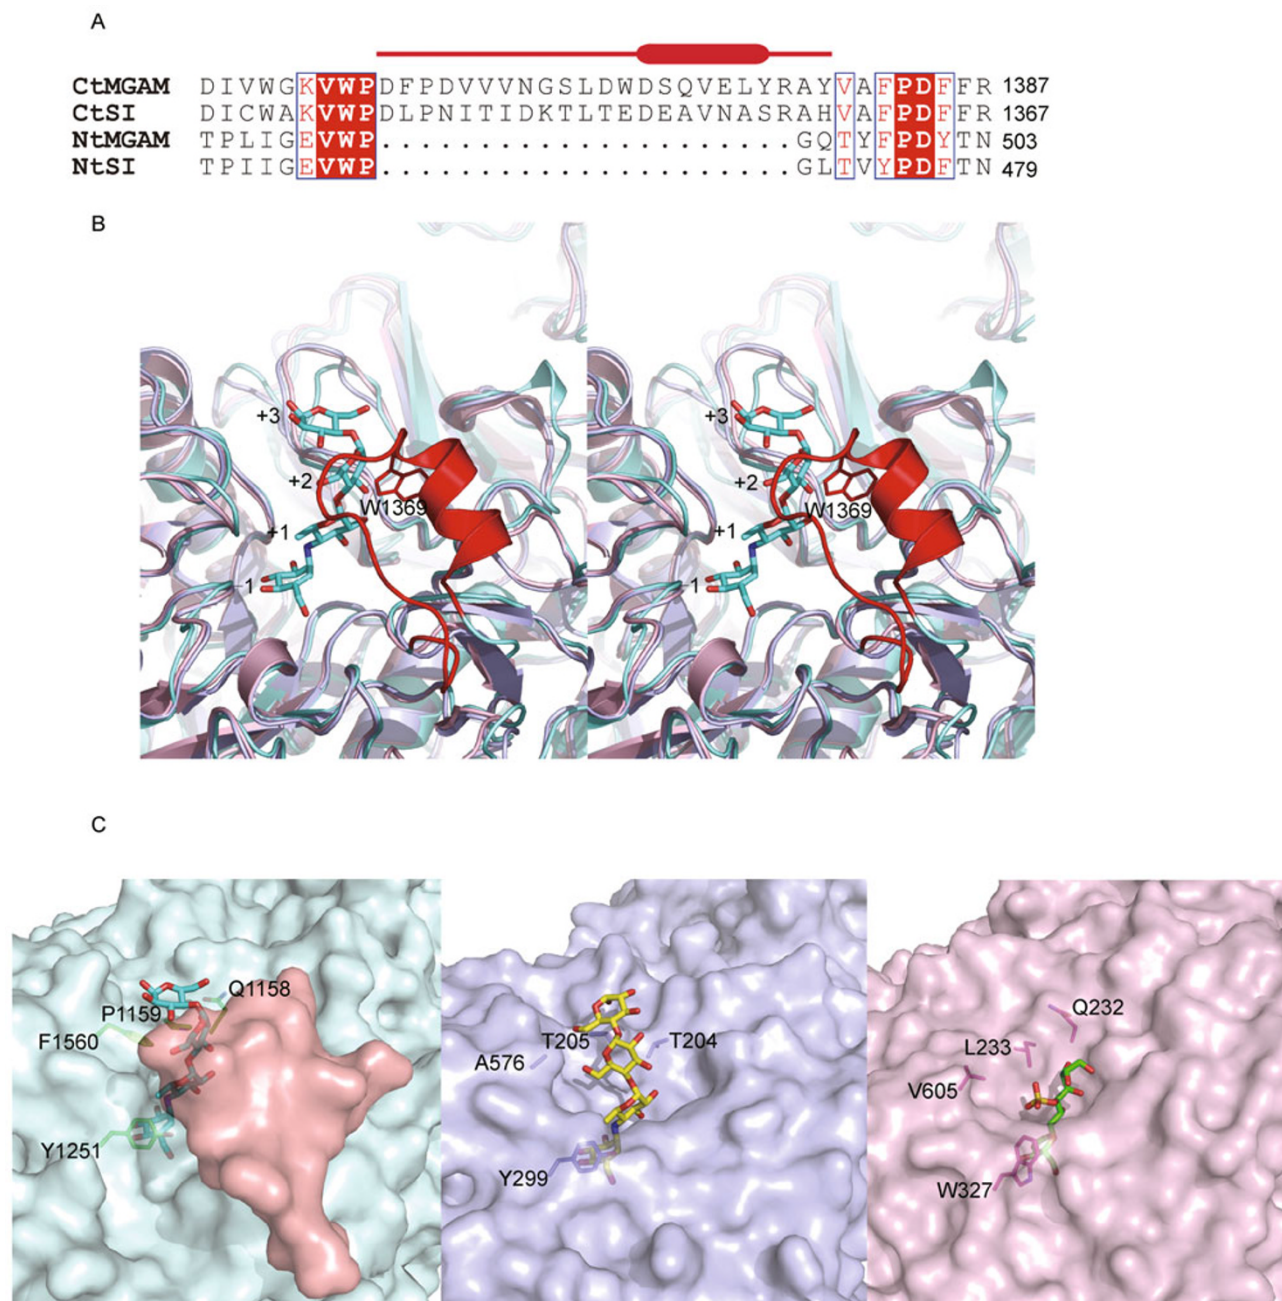 A
CtMGAM DIVWGKVWPDFPDVVVNGSLDWDSQVELYRAYVAFPDFFR 1387
CtSI DICWAKVWPDLPNITIDKTLTEDEAVNASRAHVAFPDFFR 1367
NtMGAM TPLIGEVWP.....................GQTYFPDYTN 503
NtSI TPIIGEVWP.....................GLTVYPDFTN 479
B
+3 +3
+2 +2
W1369 W1369
+1 +1
-1 -1
C
Q1158
P1159
F1560
Y1251
T205
T204
A576
Y299
Q232
L233
V605
W327